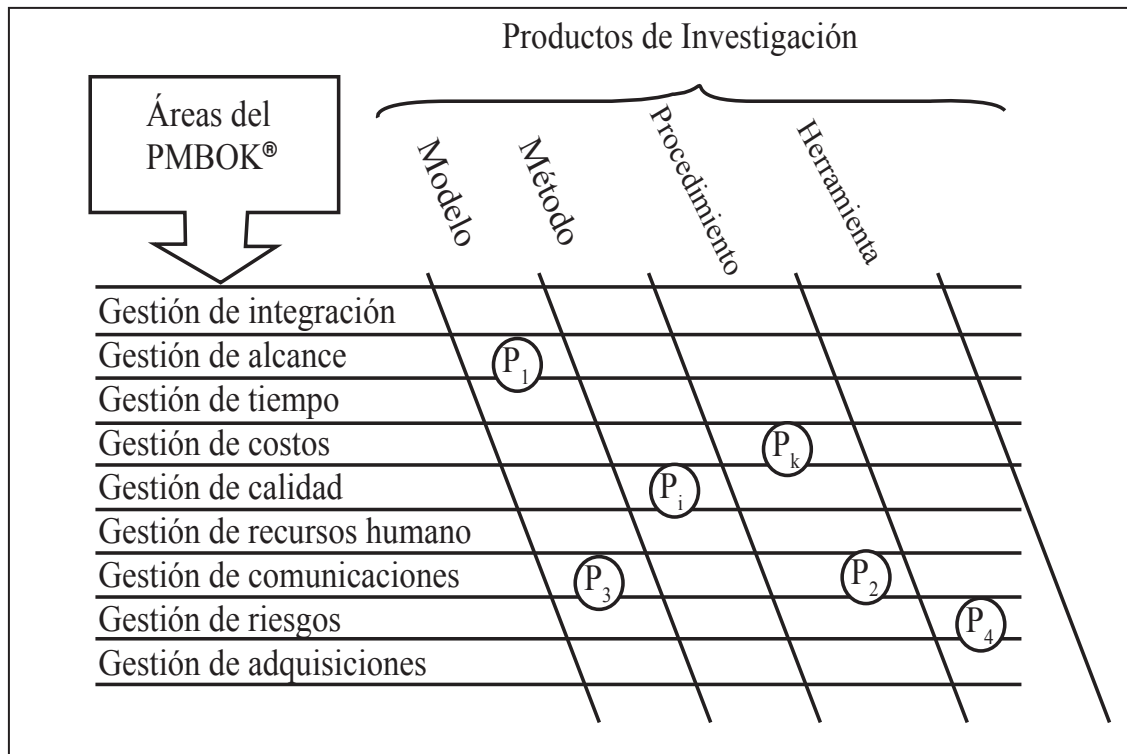 Productos de Investigación
Áreas del
PMBOK®
Modelo
Método
Procedimiento
Herramienta
Gestión de integración
Gestión de alcance
P1
Gestión de tiempo
Gestión de costos
Pk
Gestión de calidad
Pi
Gestión de recursos humano
Gestión de comunicaciones
P3
P2
Gestión de riesgos
P4
Gestión de adquisiciones